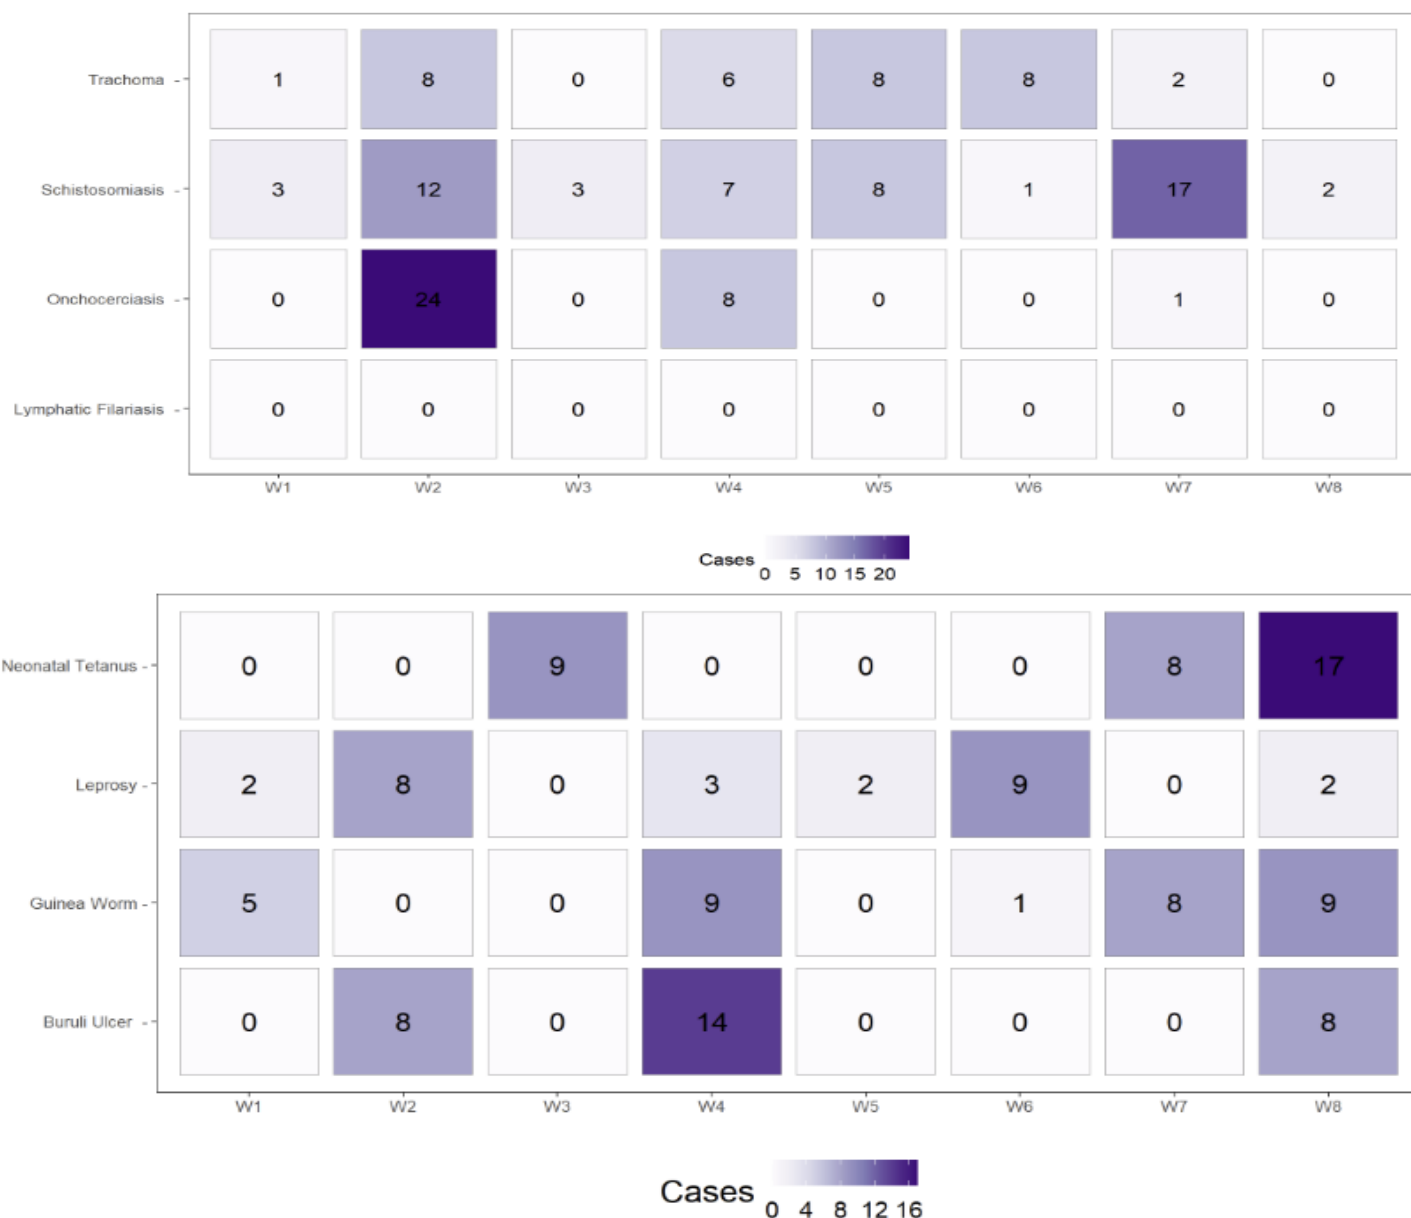 Trachoma - 1 8 0 6 8 8 2 0
Schistosomiasis - 3 12 3 7 8 1 17 2
Onchocerciasis - 0 24 0 8 0 0 1 0
Lymphatic Filariasis - 0 0 0 0 0 0 0 0
W1 W2 W3 W4 W5 W6 W7 W8
Cases
0 5 10 15 20
Neonatal Tetanus - 0 0 9 0 0 0 8 17
Leprosy - 2 8 0 3 2 9 0 2
Guinea Worm - 5 0 0 9 0 1 8 9
Buruli Ulcer - 0 8 0 14 0 0 0 8
W1 W2 W3 W4 W5 W6 W7 W8
Cases
0 4 8 12 16